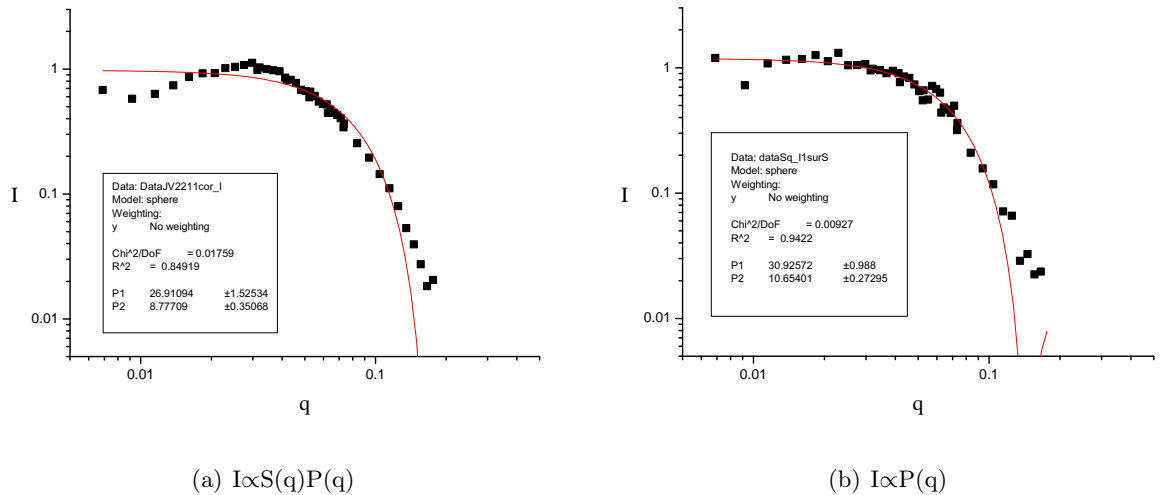 1
0.1
0.01
I
0.01
0.1
q
Data: DataJV2211cor_I
Model: sphere
Weighting:
y No weighting
Chi^2/DoF = 0.01759
R^2 = 0.84919
P1 26.91094 ±1.52534
P2 8.77709 ±0.35068
(a) I∝S(q)P(q)
1
0.1
0.01
I
0.01
0.1
q
Data: dataSq_I1surS
Model: sphere
Weighting:
y No weighting
Chi^2/DoF = 0.00927
R^2 = 0.9422
P1 30.92572 ±0.988
P2 10.65401 ±0.27295
(b) I∝P(q)